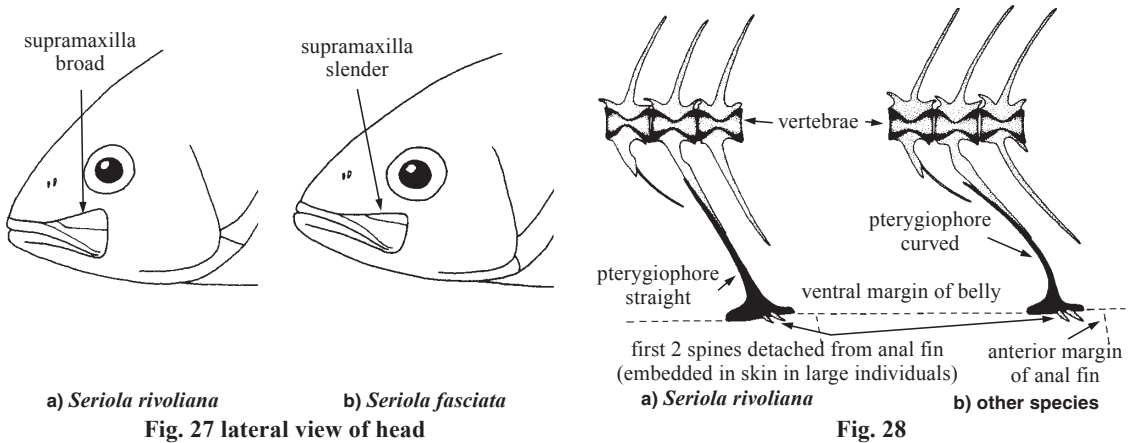 supramaxilla
broad
supramaxilla
slender
a) Seriola rivoliana
b) Seriola fasciata
Fig. 27 lateral view of head
vertebrae
pterygiophore
curved
pterygiophore
straight
ventral margin of belly
first 2 spines detached from anal fin
(embedded in skin in large individuals)
anterior margin
of anal fin
a) Seriola rivoliana
b) other species
Fig. 28